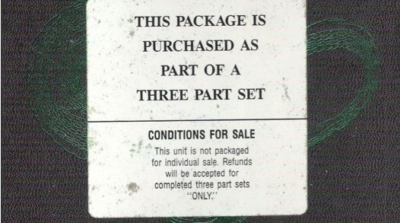 THIS PACKAGE IS
PURCHASED AS
PART OF A
THREE PART SET
CONDITIONS FOR SALE
This unit is not packaged
for individual sale. Refunds
will be accepted for
completed three part sets
"ONLY."